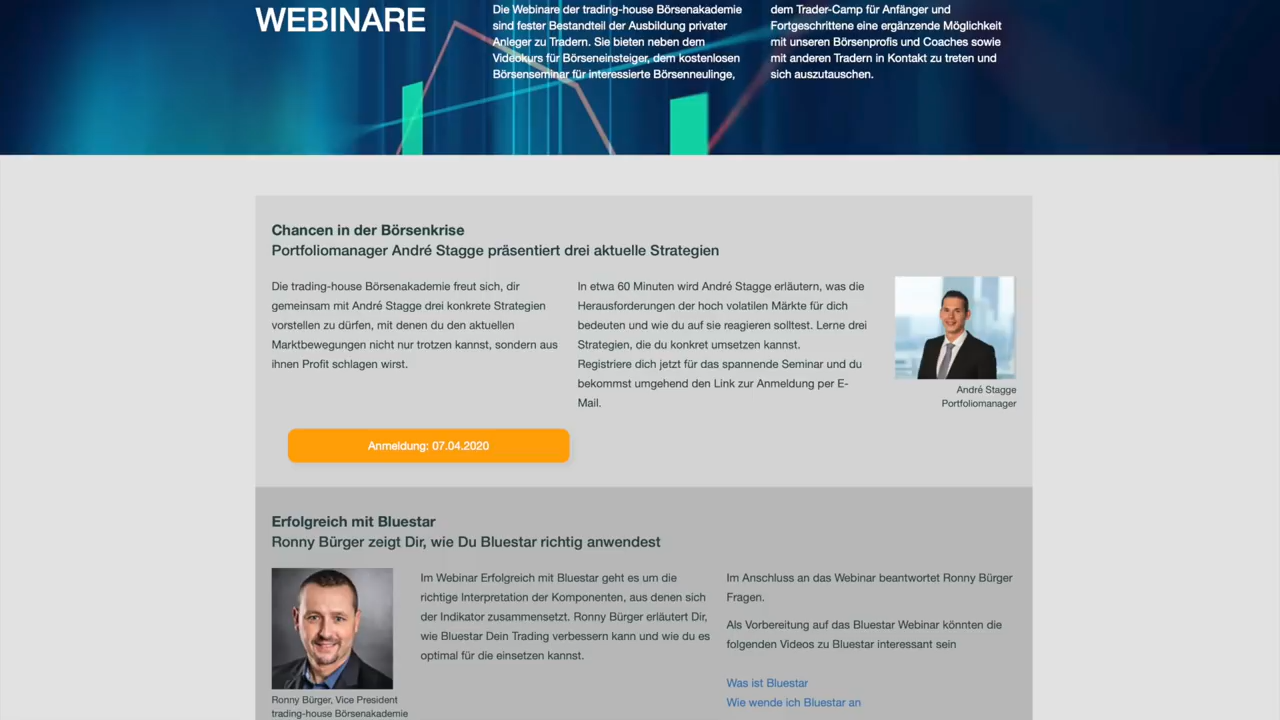 WEBINARE
Die Webinare der trading-house Börsenakademie
sind fester Bestandteil der Ausbildung privater
Anleger zu Tradern. Sie bieten neben dem
Videokurs für Börseneinsteiger, dem kostenlosen
Börsenseminar für interessierte Börsenneulinge,
dem Trader-Camp für Anfänger und
Fortgeschrittene eine ergänzende Möglichkeit
mit unseren Börsenprofis und Coaches sowie
mit anderen Tradern in Kontakt zu treten und
sich auszutauschen.
Chancen in der Börsenkrise
Portfoliomanager André Stagge präsentiert drei aktuelle Strategien
Die trading-house Börsenakademie freut sich, dir
gemeinsam mit André Stagge drei konkrete Strategien
vorstellen zu dürfen, mit denen du den aktuellen
Marktbewegungen nicht nur trotzen kannst, sondern aus
ihnen Profit schlagen wirst.
In etwa 60 Minuten wird André Stagge erläutern, was die
Herausforderungen der hoch volatilen Märkte für dich
bedeuten und wie du auf sie reagieren solltest. Lerne drei
Strategien, die du konkret umsetzen kannst.
Registriere dich jetzt für das spannende Seminar und du
bekommst umgehend den Link zur Anmeldung per E-
Mail.
André Stagge
Portfoliomanager
Anmeldung: 07.04.2020
Erfolgreich mit Bluestar
Ronny Bürger zeigt Dir, wie Du Bluestar richtig anwendest
Ronny Bürger, Vice President
trading-house Börsenakademie
Im Webinar Erfolgreich mit Bluestar geht es um die
richtige Interpretation der Komponenten, aus denen sich
der Indikator zusammensetzt. Ronny Bürger erläutert Dir,
wie Bluestar Dein Trading verbessern kann und wie du es
optimal für die einsetzen kannst.
Im Anschluss an das Webinar beantwortet Ronny Bürger
Fragen.
Als Vorbereitung auf das Bluestar Webinar könnten die
folgenden Videos zu Bluestar interessant sein
Was ist Bluestar
Wie wende ich Bluestar an